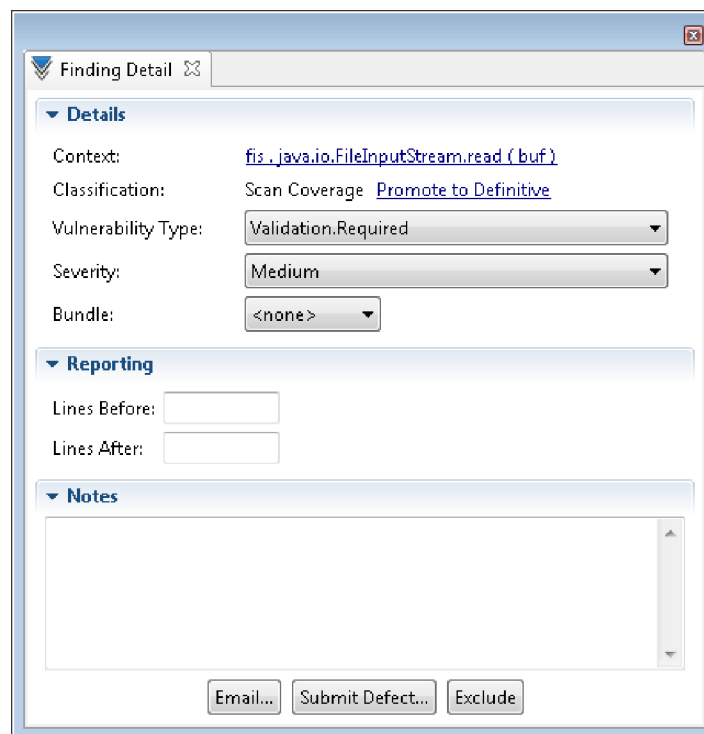 Finding Detail
Details
Context: fis . java.io.FileInputStream.read ( buf )
Classification: Scan Coverage Promote to Definitive
Vulnerability Type: Validation.Required
Severity: Medium
Bundle: <none>
Reporting
Lines Before:
Lines After:
Notes
Email... Submit Defect... Exclude